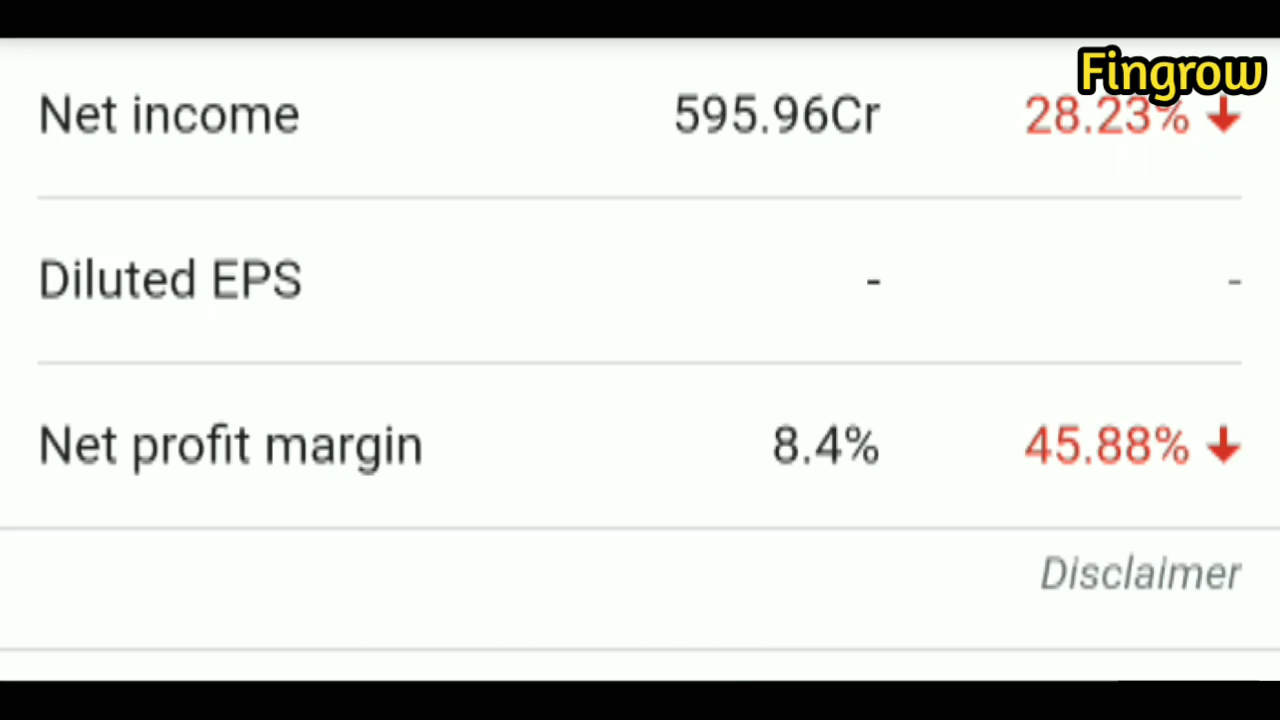 Fingrow
Net income 595.96Cr 28.23% ↓
Diluted EPS - -
Net profit margin 8.4% 45.88% ↓
Disclaimer